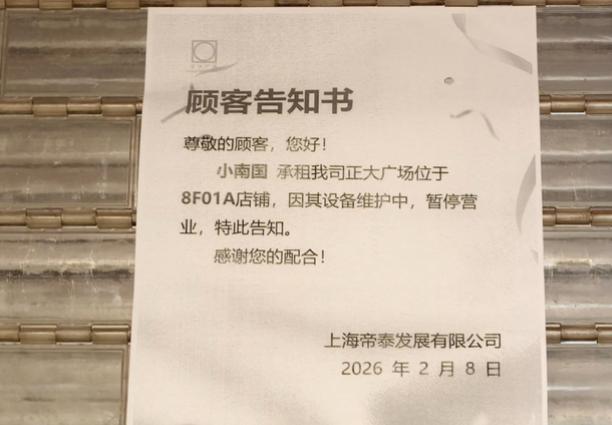 顾客告知书
尊敬的顾客，您好！
小南国 承租我司正大广场位于
8F01A店铺，因其设备维护中，暂停营
业，特此告知。
感谢您的配合！
上海帝泰发展有限公司
2026 年 2 月 8 日